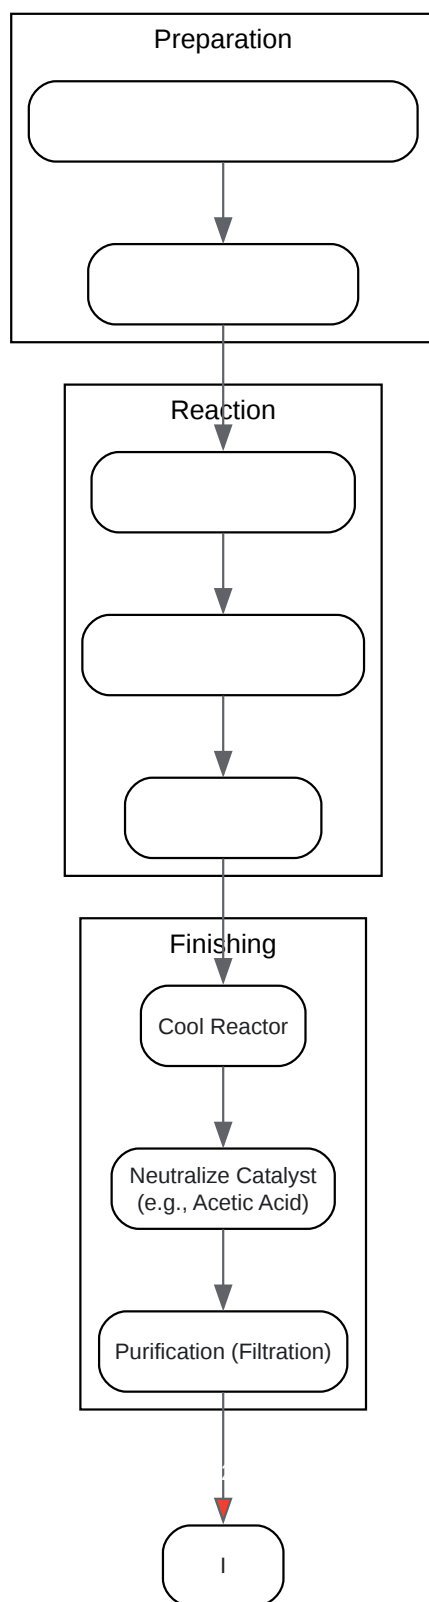 Preparation
Reaction
Finishing
Cool Reactor
Neutralize Catalyst
(e.g., Acetic Acid)
Purification (Filtration)
I